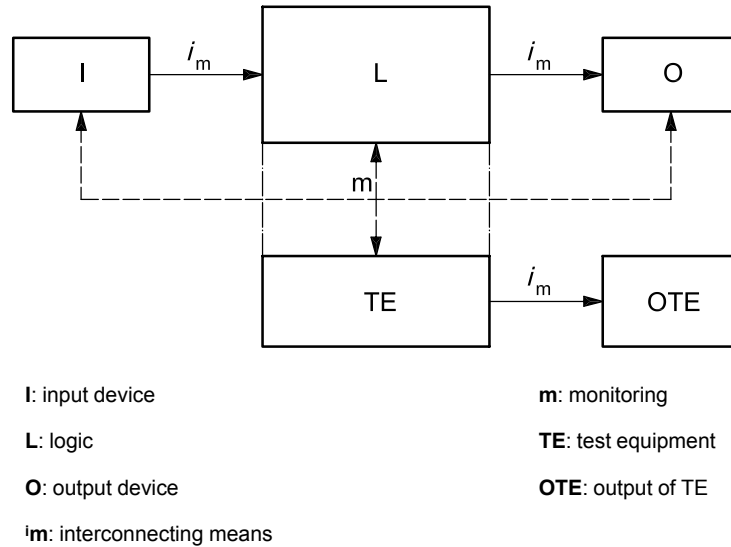 i_m i_m
I L O
m
i_m
TE OTE
I: input device
m: monitoring
L: logic
TE: test equipment
O: output device
OTE: output of TE
im: interconnecting means